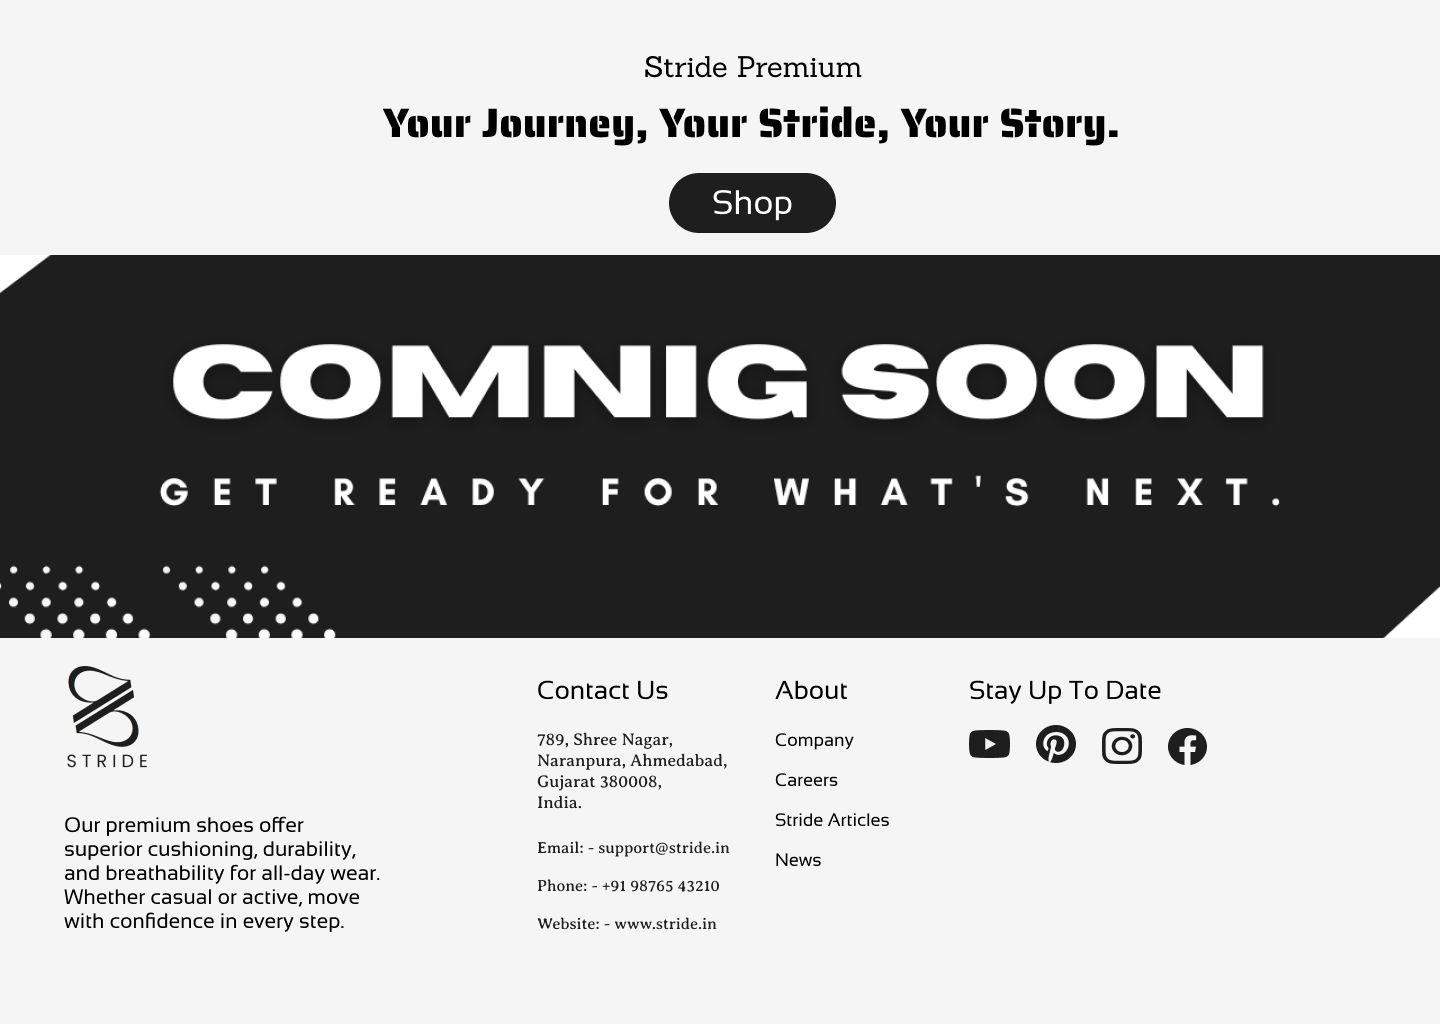 Stride Premium
Your Journey, Your Stride, Your Story.
Shop
COMNIG SOON
GET READY FOR WHAT'S NEXT.
STRIDE
Our premium shoes offer
superior cushioning, durability,
and breathability for all-day wear.
Whether casual or active, move
with confidence in every step.
Contact Us
789, Shree Nagar,
Naranpura, Ahmedabad,
Gujarat 380008,
India.
Email: - support@stride.in
Phone: - +91 98765 43210
Website: - www.stride.in
About
Company
Careers
Stride Articles
News
Stay Up To Date